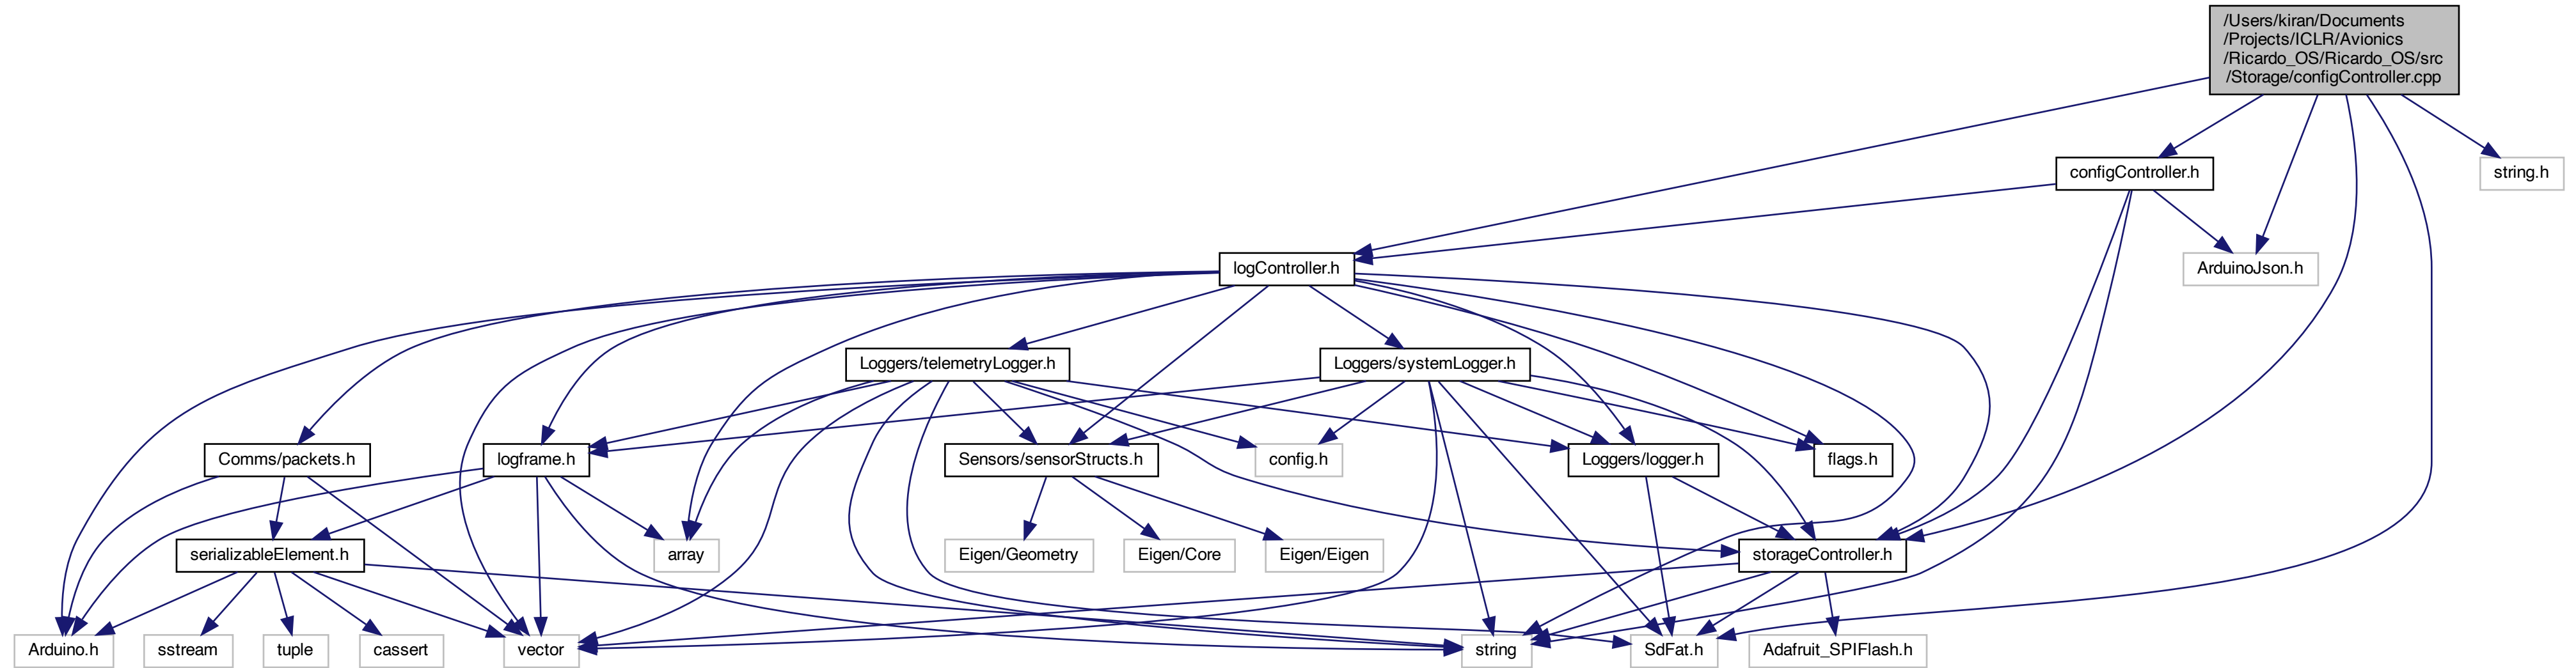 /Users/kiran/Documents
/Projects/ICLR/Avionics
/Ricardo_OS/Ricardo_OS/src
/Storage/configController.cpp
configController.h
string.h
logController.h
ArduinoJson.h
Loggers/telemetryLogger.h
Loggers/systemLogger.h
Comms/packets.h
logframe.h
Sensors/sensorStructs.h
config.h
Loggers/logger.h
flags.h
serializableElement.h
array
Eigen/Geometry
Eigen/Core
Eigen/Eigen
storageController.h
Arduino.h
sstream
tuple
cassert
vector
string
SdFat.h
Adafruit_SPIFlash.h